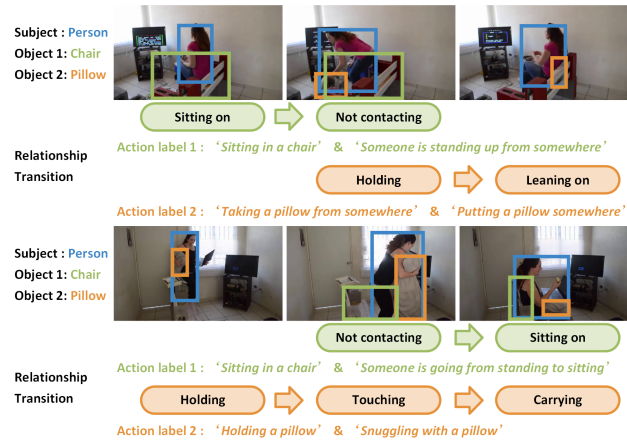 Subject : Person
Object 1: Chair
Object 2: Pillow
Sitting on
Not contacting
Action label 1 : ‘Sitting in a chair’ & ‘Someone is standing up from somewhere’
Relationship
Transition
Holding
Leaning on
Action label 2 : ‘Taking a pillow from somewhere’ & ‘Putting a pillow somewhere’
Subject : Person
Object 1: Chair
Object 2: Pillow
Not contacting
Sitting on
Action label 1 : ‘Sitting in a chair’ & ‘Someone is going from standing to sitting’
Relationship
Transition
Holding
Touching
Carrying
Action label 2 : ‘Holding a pillow’ & ‘Snuggling with a pillow’